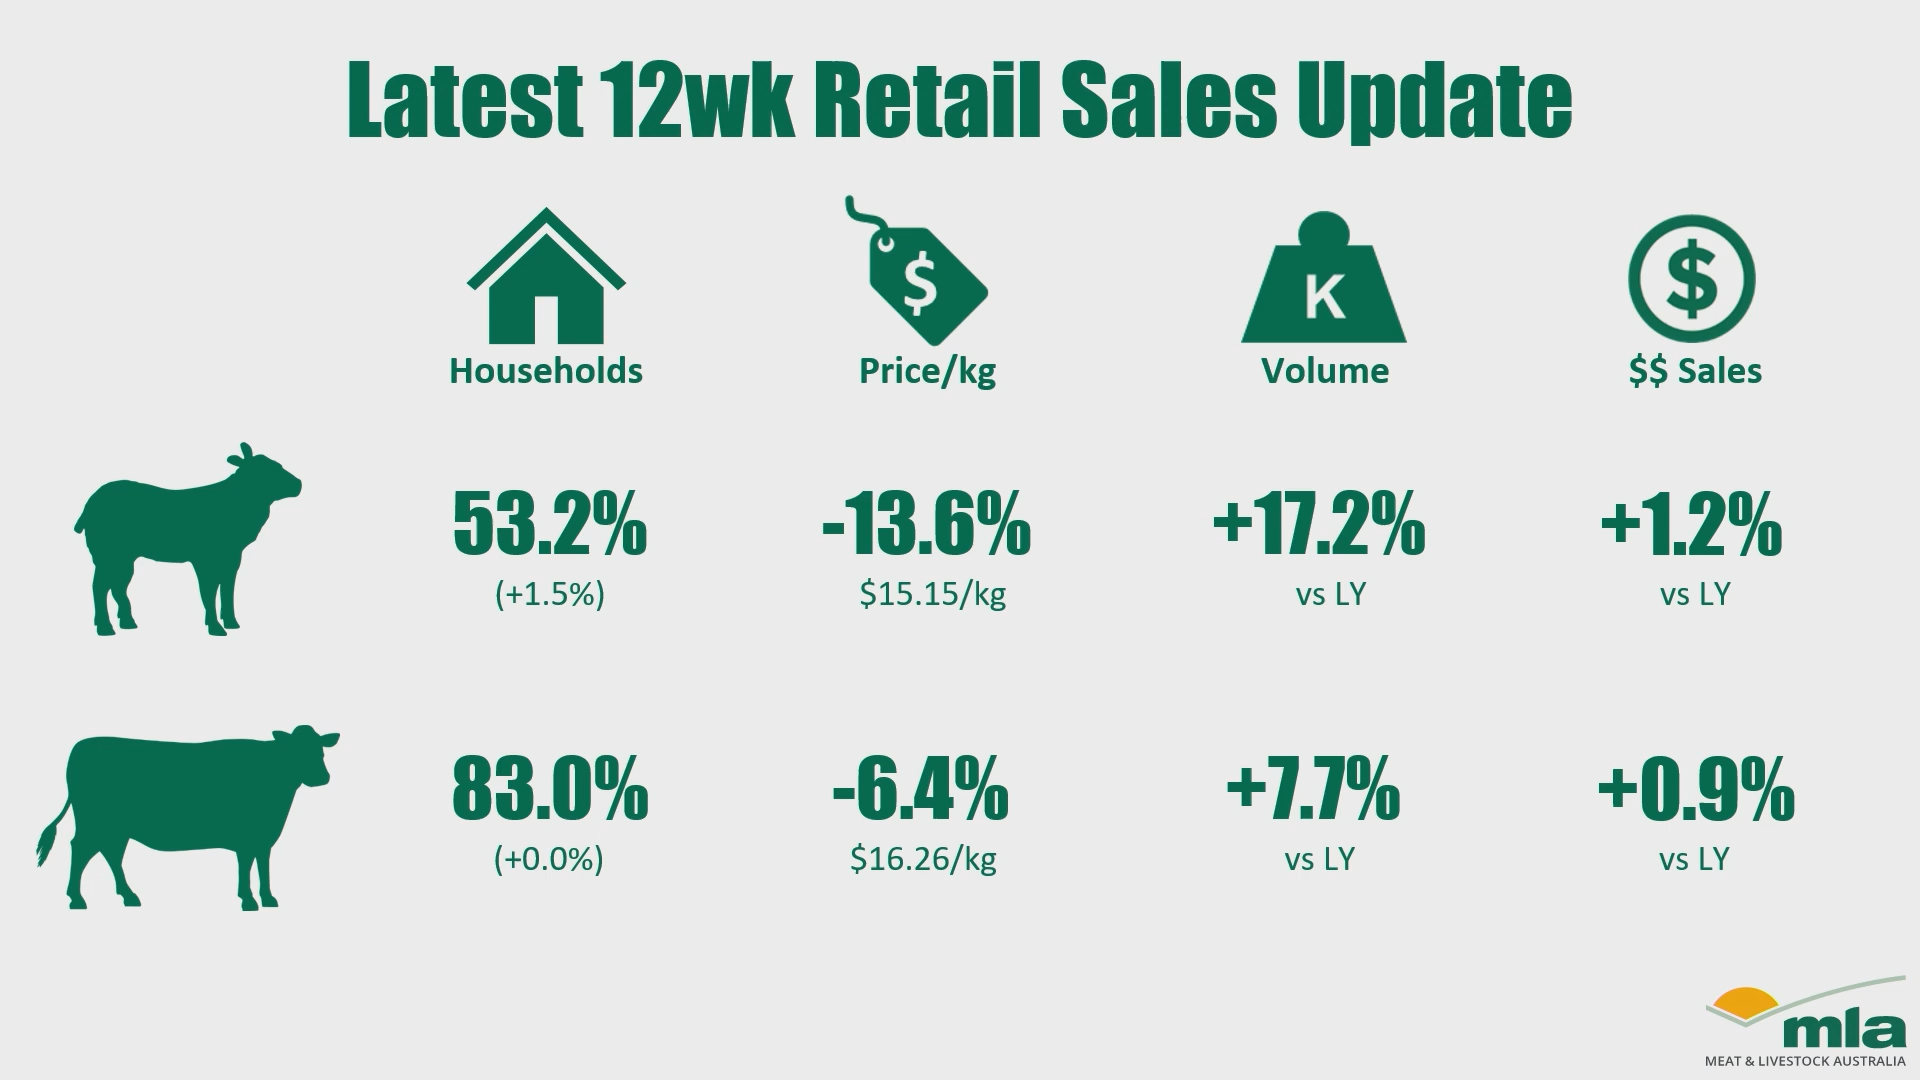 Latest 12wk Retail Sales Update
$
K
$
Households
Price/kg
Volume
$$ Sales
53.2%
-13.6%
+17.2%
+1.2%
(+1.5%)
$15.15/kg
vs LY
vs LY
83.0%
-6.4%
+7.7%
+0.9%
(+0.0%)
$16.26/kg
vs LY
vs LY
mla
MEAT & LIVESTOCK AUSTRALIA